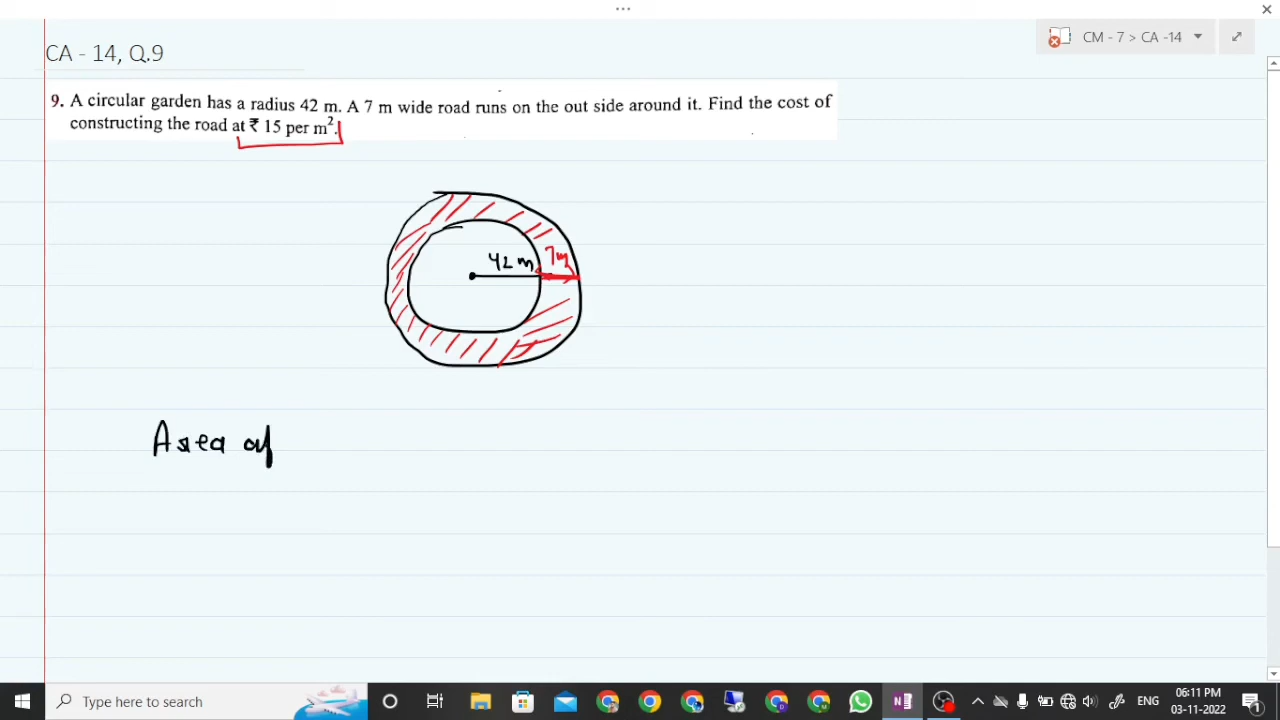 CM - 7 > CA -14
CA - 14, Q.9
9. A circular garden has a radius 42 m. A 7 m wide road runs on the out side around it. Find the cost of
constructing the road at ₹ 15 per m².
42 m
7m
Area of
Type here to search
ENG
06:11 PM
03-11-2022
1